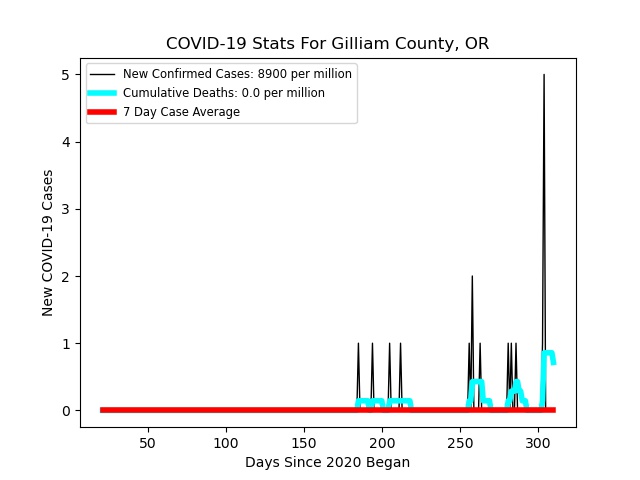 COVID-19 Stats For Gilliam County, OR
New Confirmed Cases: 8900 per million
Cumulative Deaths: 0.0 per million
7 Day Case Average
New COVID-19 Cases
5
4
3
2
1
0
50 100 150 200 250 300
Days Since 2020 Began